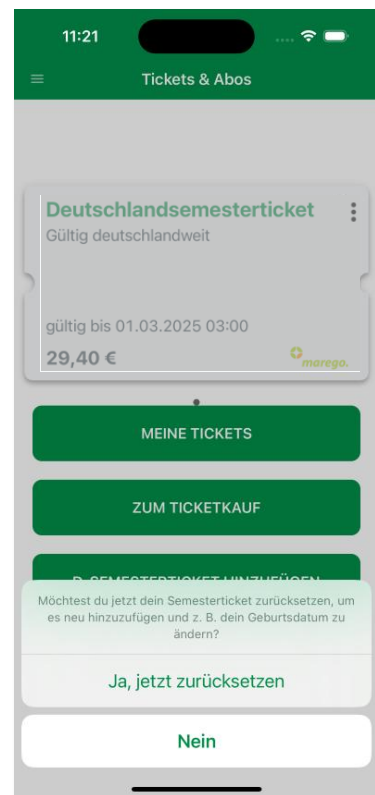 11:21
Tickets & Abos
Deutschlandsemesterticket
Gültig deutschlandweit
gültig bis 01.03.2025 03:00
29,40 €
marego.
MEINE TICKETS
ZUM TICKETKAUF
D-SEMESTERTICKET HINZUFÜGEN
Möchtest du jetzt dein Semesterticket zurücksetzen, um
es neu hinzuzufügen und z. B. dein Geburtsdatum zu
ändern?
Ja, jetzt zurücksetzen
Nein